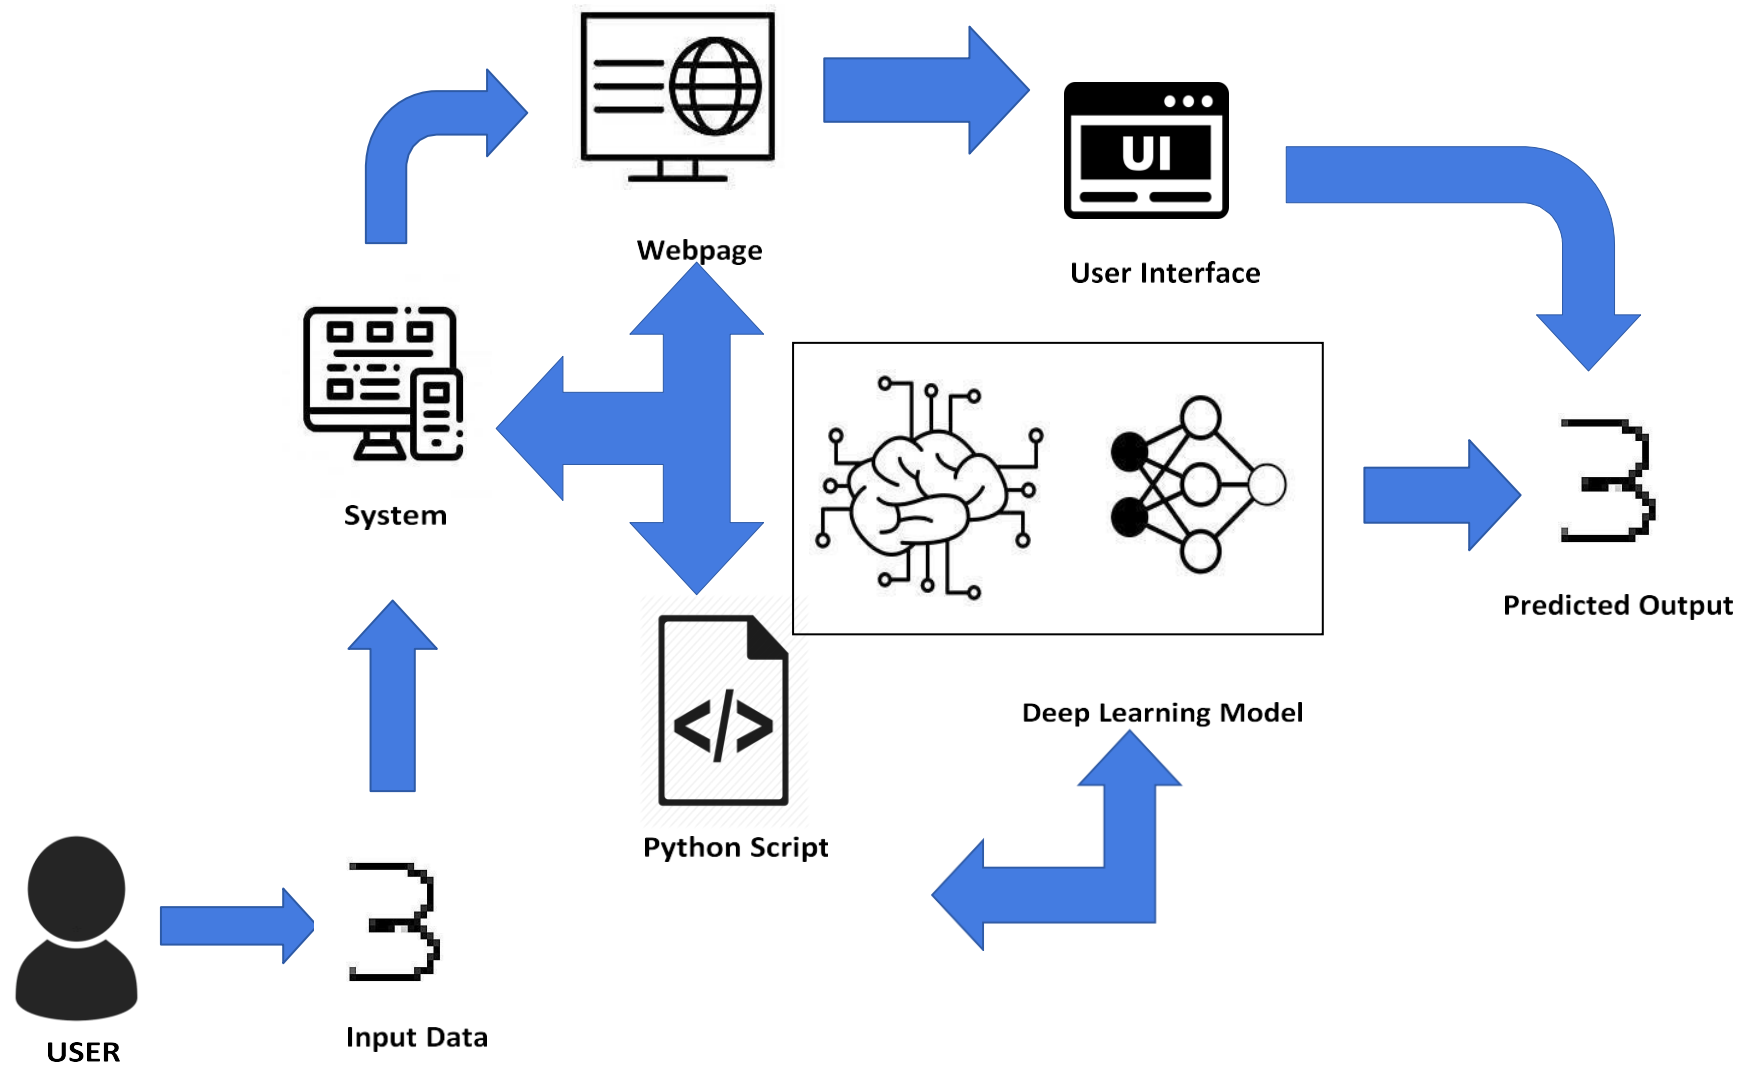 Webpage
UI
User Interface
System
3
Predicted Output
Deep Learning Model
</>
Python Script
3
Input Data
USER